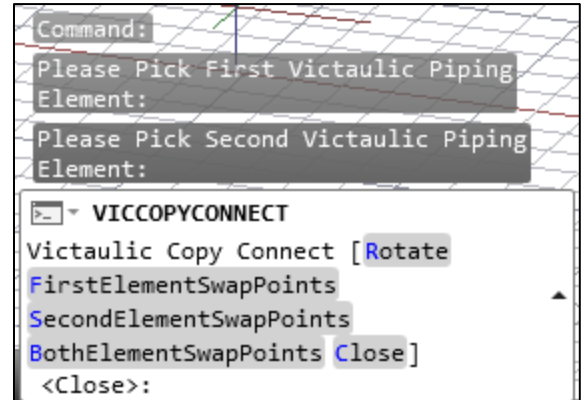 Command:
Please Pick First Victaulic Piping
Element:
Please Pick Second Victaulic Piping
Element:
VICCOPYCONNECT
Victaulic Copy Connect [Rotate
FirstElementSwapPoints
SecondElementSwapPoints
BothElementSwapPoints Close]
<Close>: